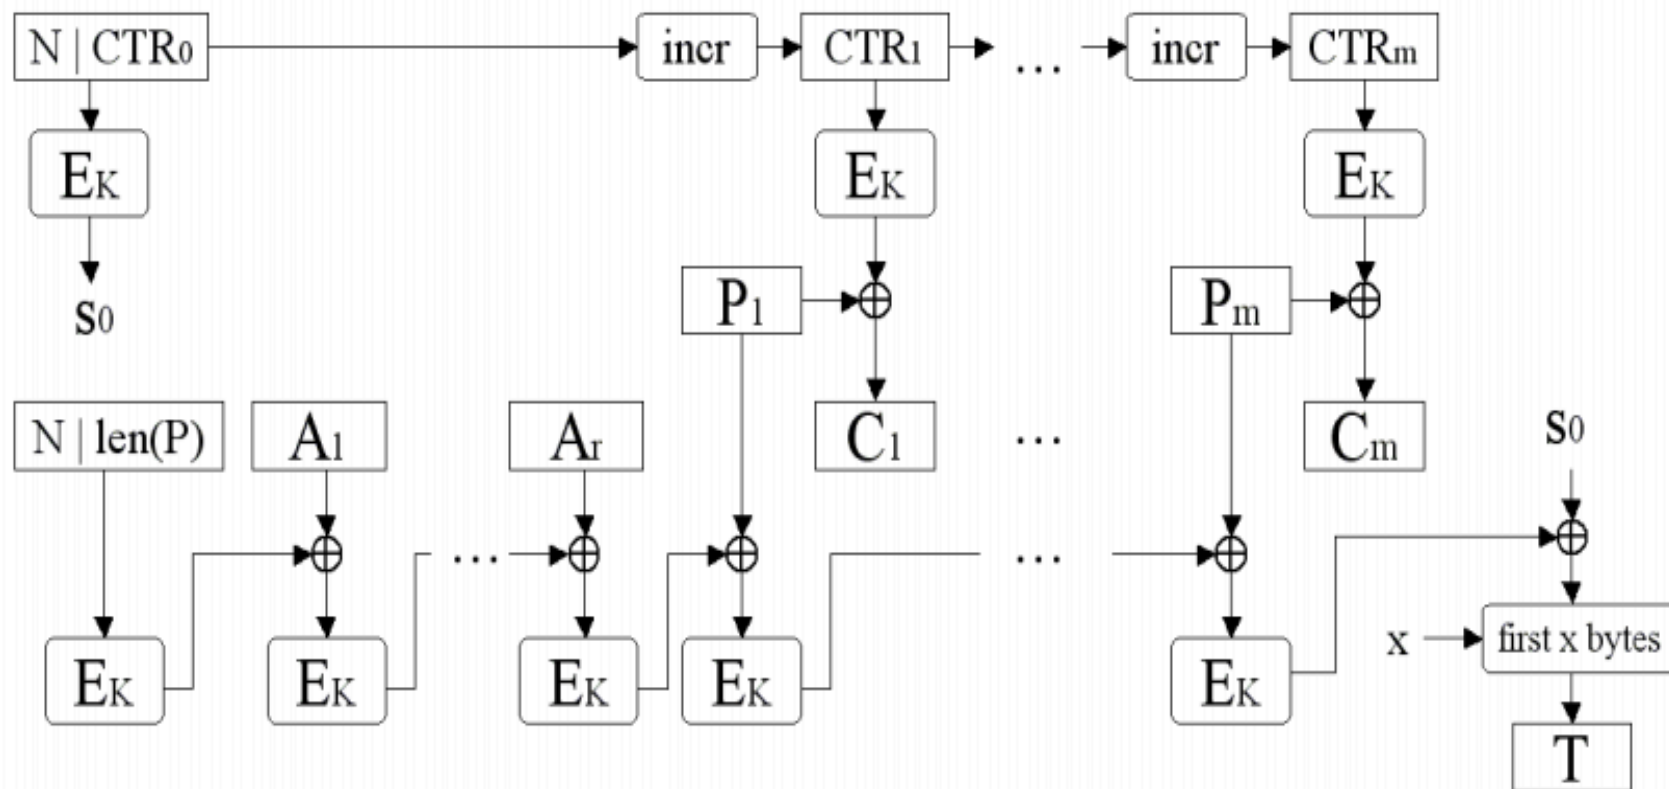 N | CTR0 incr CTR1 ... incr CTRm
EK EK EK
s0 P1 Pm
N | len(P) A1 Ar C1 ... Cm s0
... ...
x first x bytes
EK EK EK EK EK
T